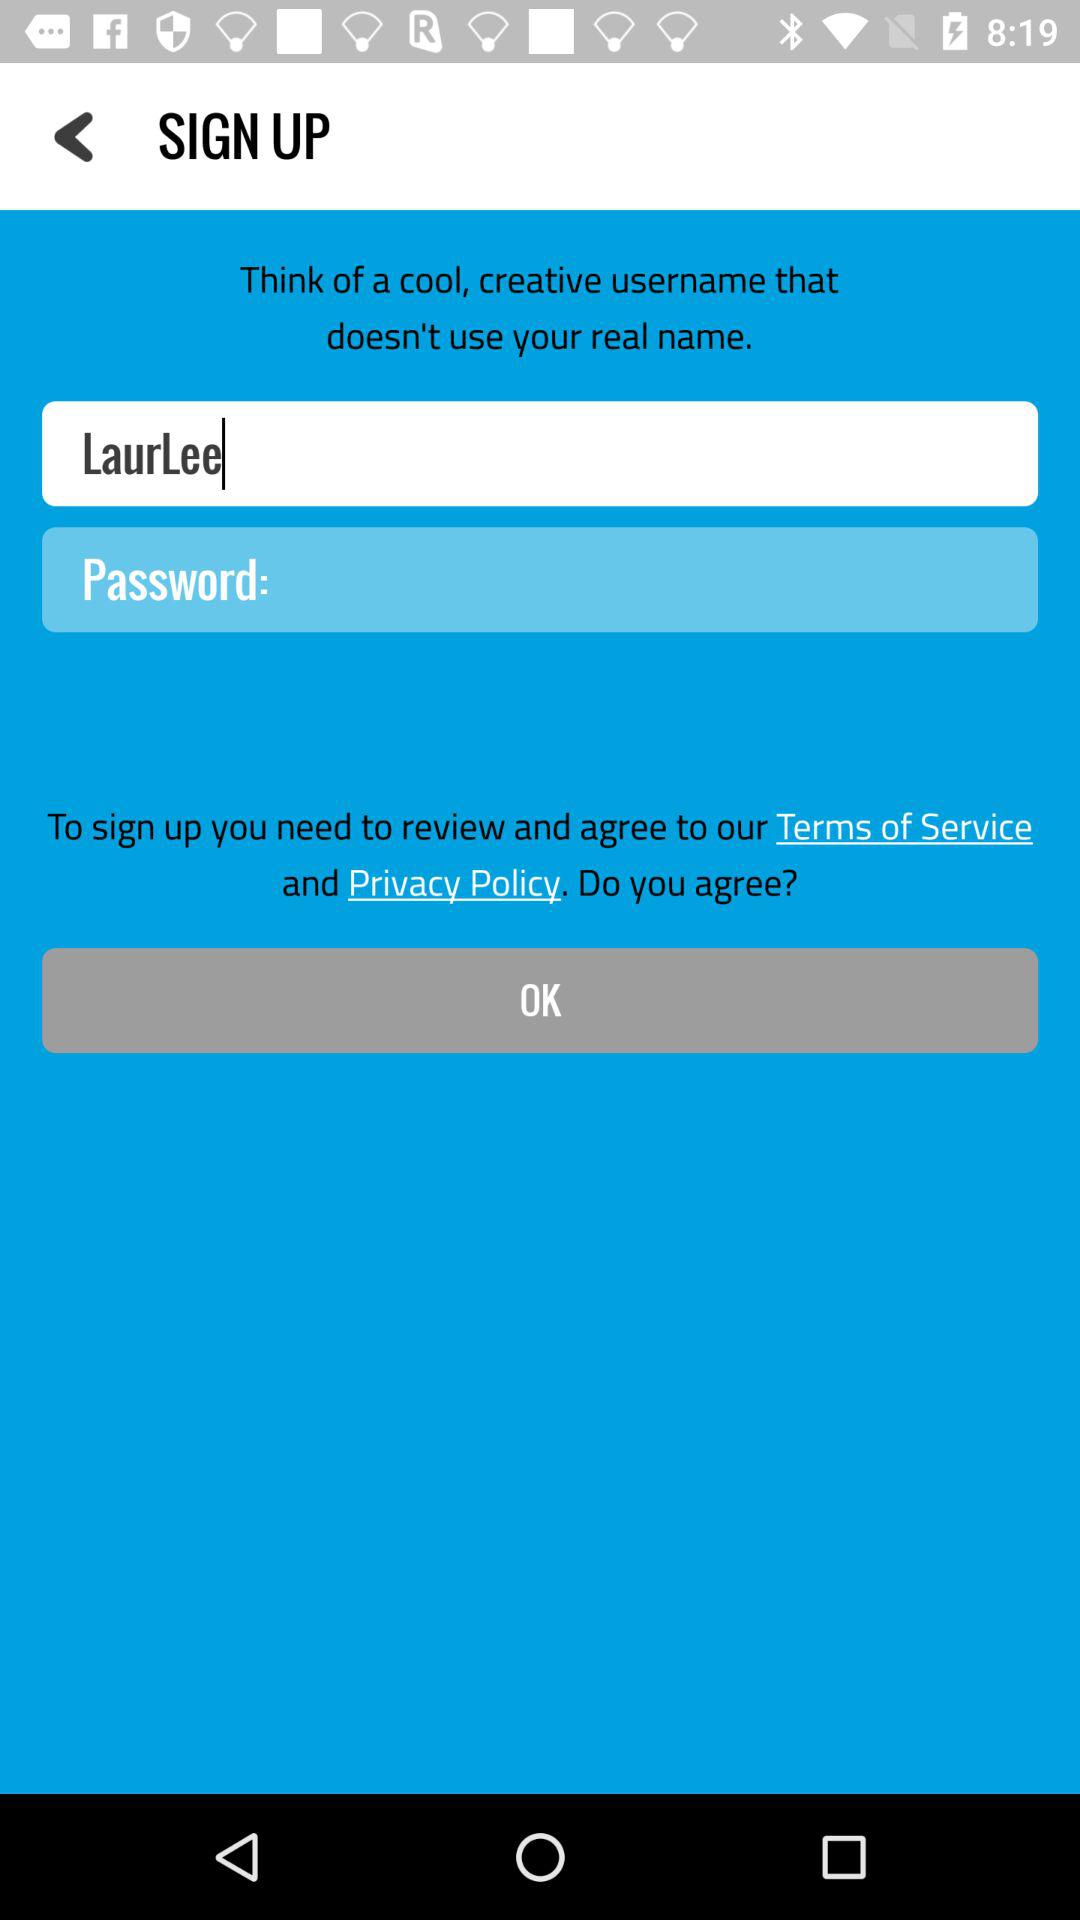 8:19
SIGN UP
Think of a cool, creative username that
doesn't use your real name.
LaurLee
Password:
To sign up you need to review and agree to our Terms of Service
and Privacy Policy. Do you agree?
OK